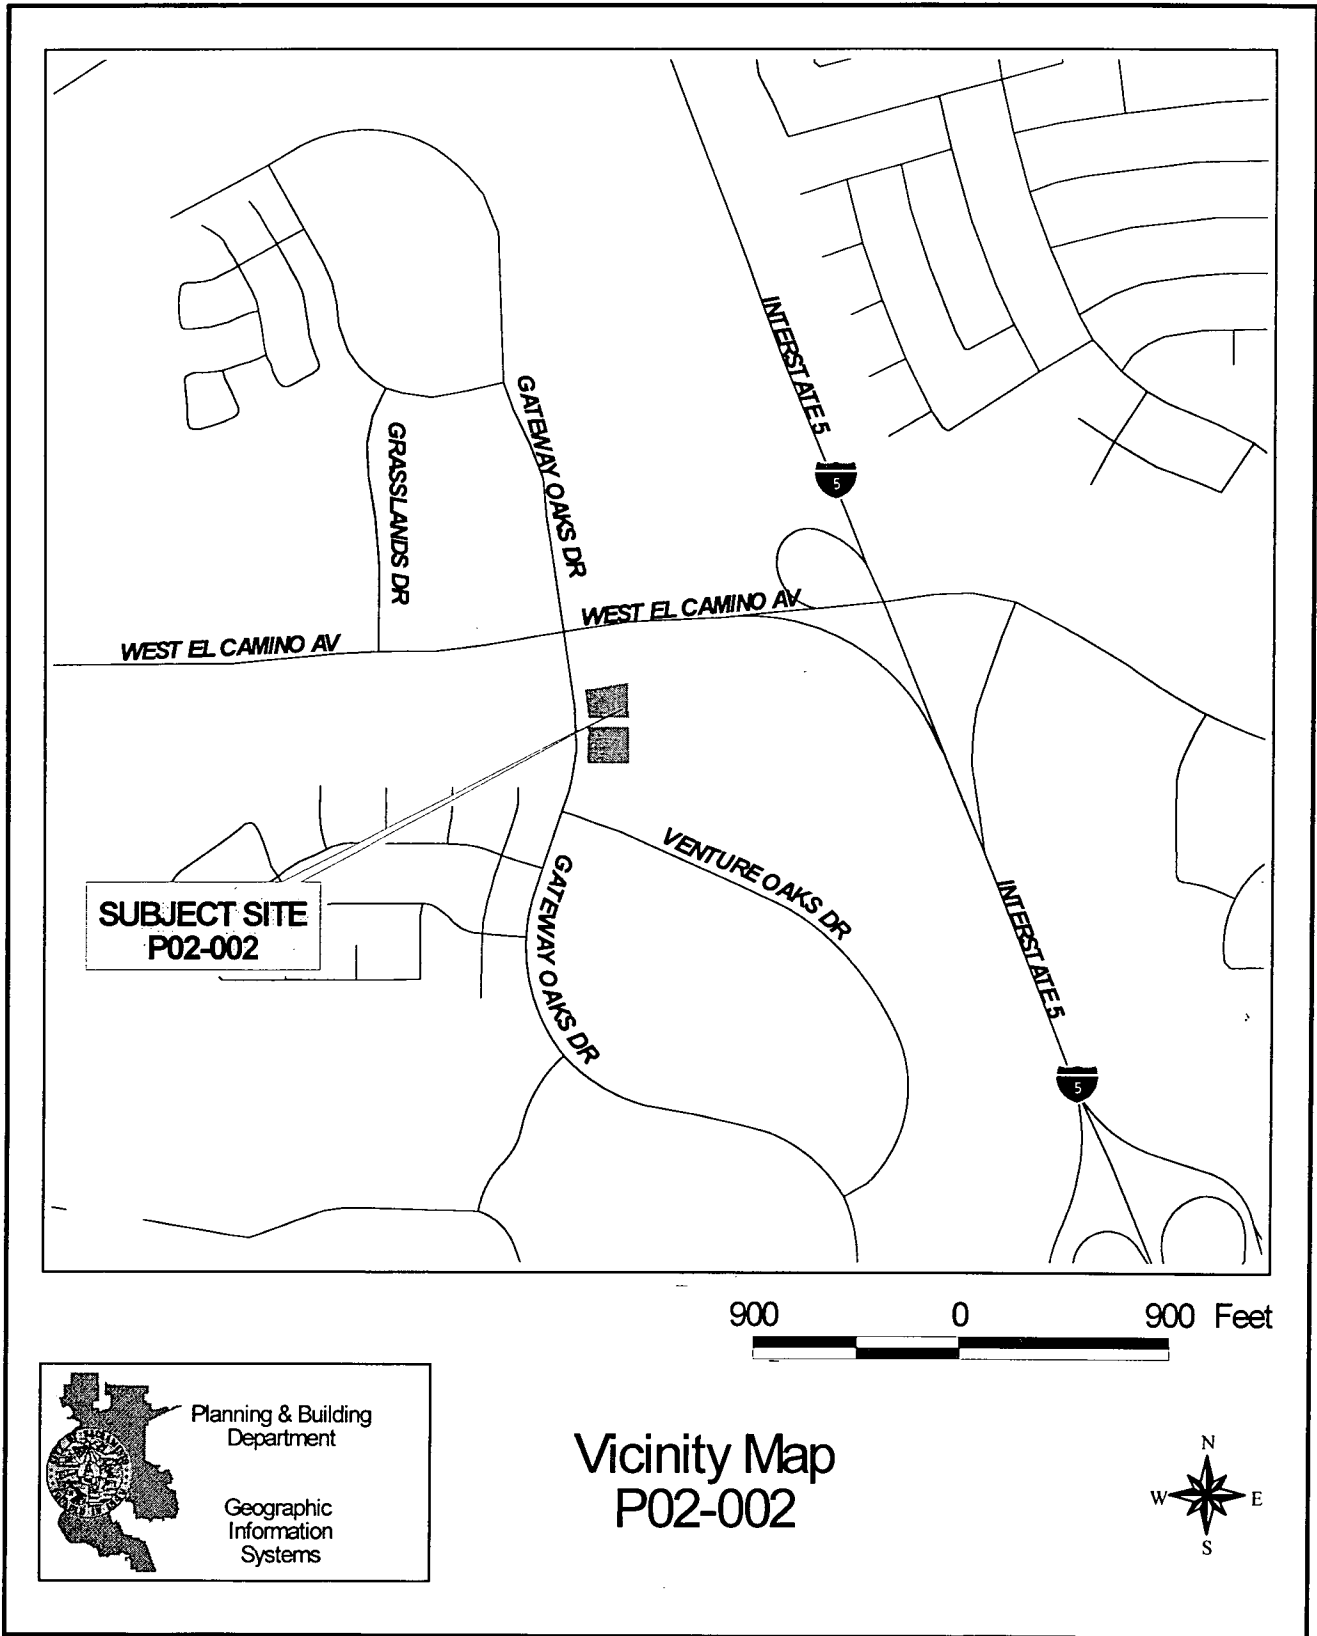 INTERSTATE 5
5
GATEWAY OAKS DR
GRASSLANDS DR
WEST EL CAMINO AV
WEST EL CAMINO AV
VENTURE OAKS DR
SUBJECT SITE
P02-002
GATEWAY OAKS DR
INTERSTATE 5
5
900 0 900 Feet
Planning & Building
Department
Geographic
Information
Systems
Vicinity Map
P02-002
N
W E
S